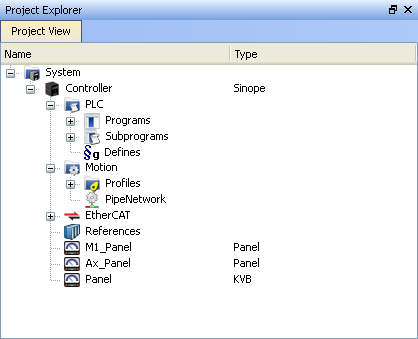 Project Explorer
Project View
Name Type
System
Controller Sinope
PLC
Programs
Subprograms
§g Defines
Motion
Profiles
PipeNetwork
EtherCAT
References
M1_Panel Panel
Ax_Panel Panel
Panel KVB